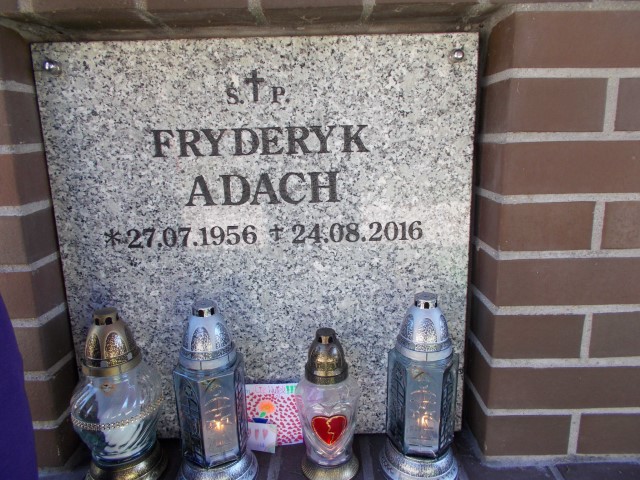 Ś. † P.
FRYDERYK
ADACH
*27.07.1956 † 24.08.2016